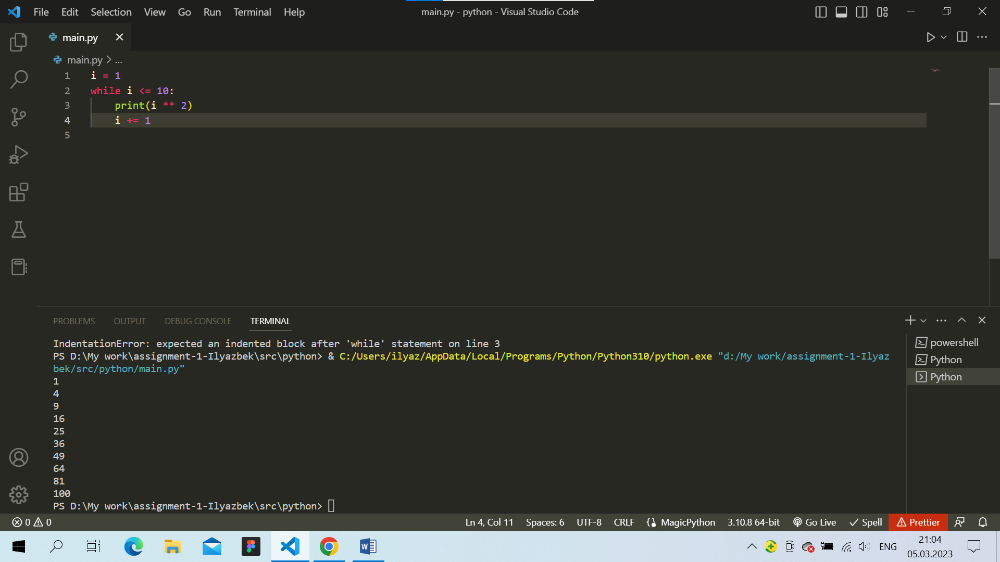 File Edit Selection View Go Run Terminal Help main.py - python - Visual Studio Code
main.py
main.py > ...
1 i = 1
2 while i <= 10:
3     print(i ** 2)
4     i += 1
5
PROBLEMS OUTPUT DEBUG CONSOLE TERMINAL
IndentationError: expected an indented block after 'while' statement on line 3
PS D:\My work\assignment-1-Ilyazbek\src\python> & C:/Users/ilyaz/AppData/Local/Programs/Python/Python310/python.exe "d:/My work/assignment-1-Ilyaz
bek/src/python/main.py"
1
4
9
16
25
36
49
64
81
100
PS D:\My work\assignment-1-Ilyazbek\src\python>
powershell
Python
Python
0 0 Ln 4, Col 11 Spaces: 6 UTF-8 CRLF MagicPython 3.10.8 64-bit Go Live Spell Prettier
W ENG 21:04
05.03.2023